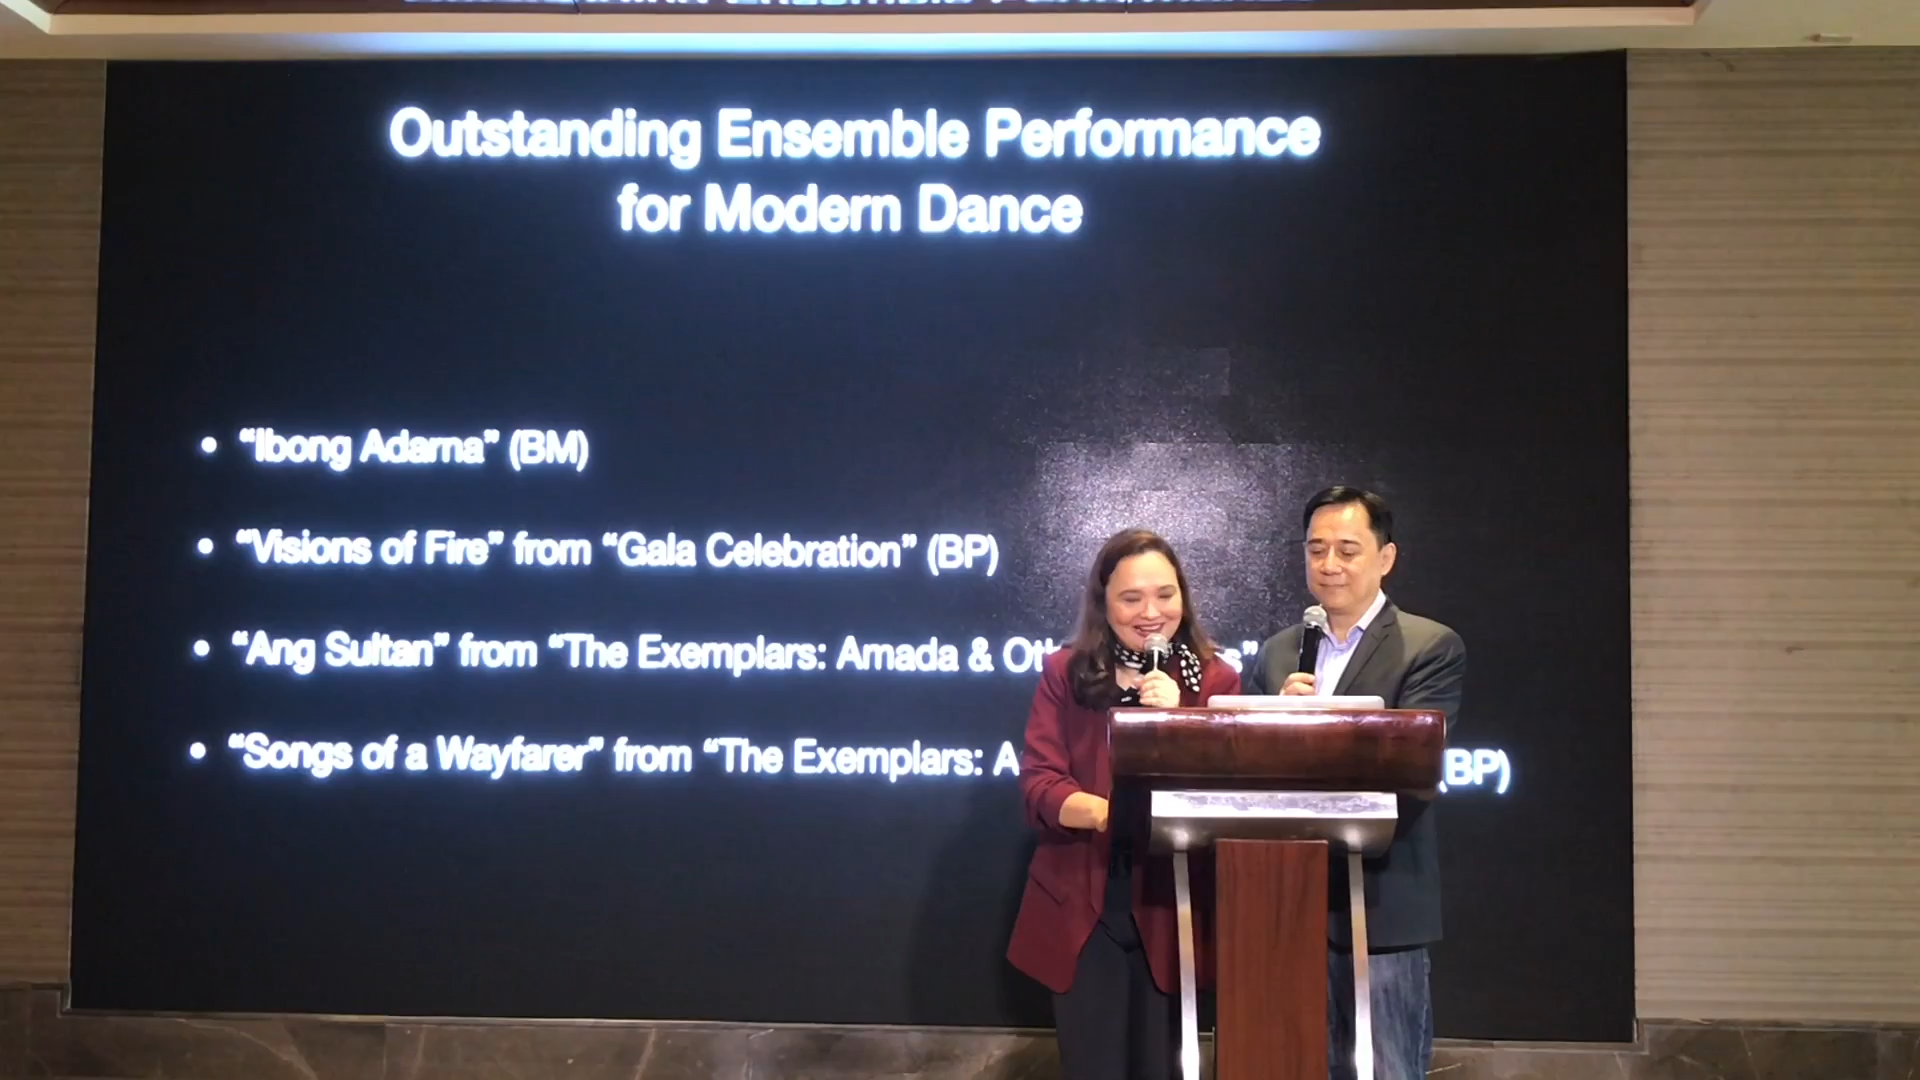 Outstanding Ensemble Performance
for Modern Dance
• “Ibong Adarna” (BM)
• “Visions of Fire” from “Gala Celebration” (BP)
• “Ang Sultan” from “The Exemplars: Amada &
• “Songs of a Wayfarer” from “The Exemplars: (BP)